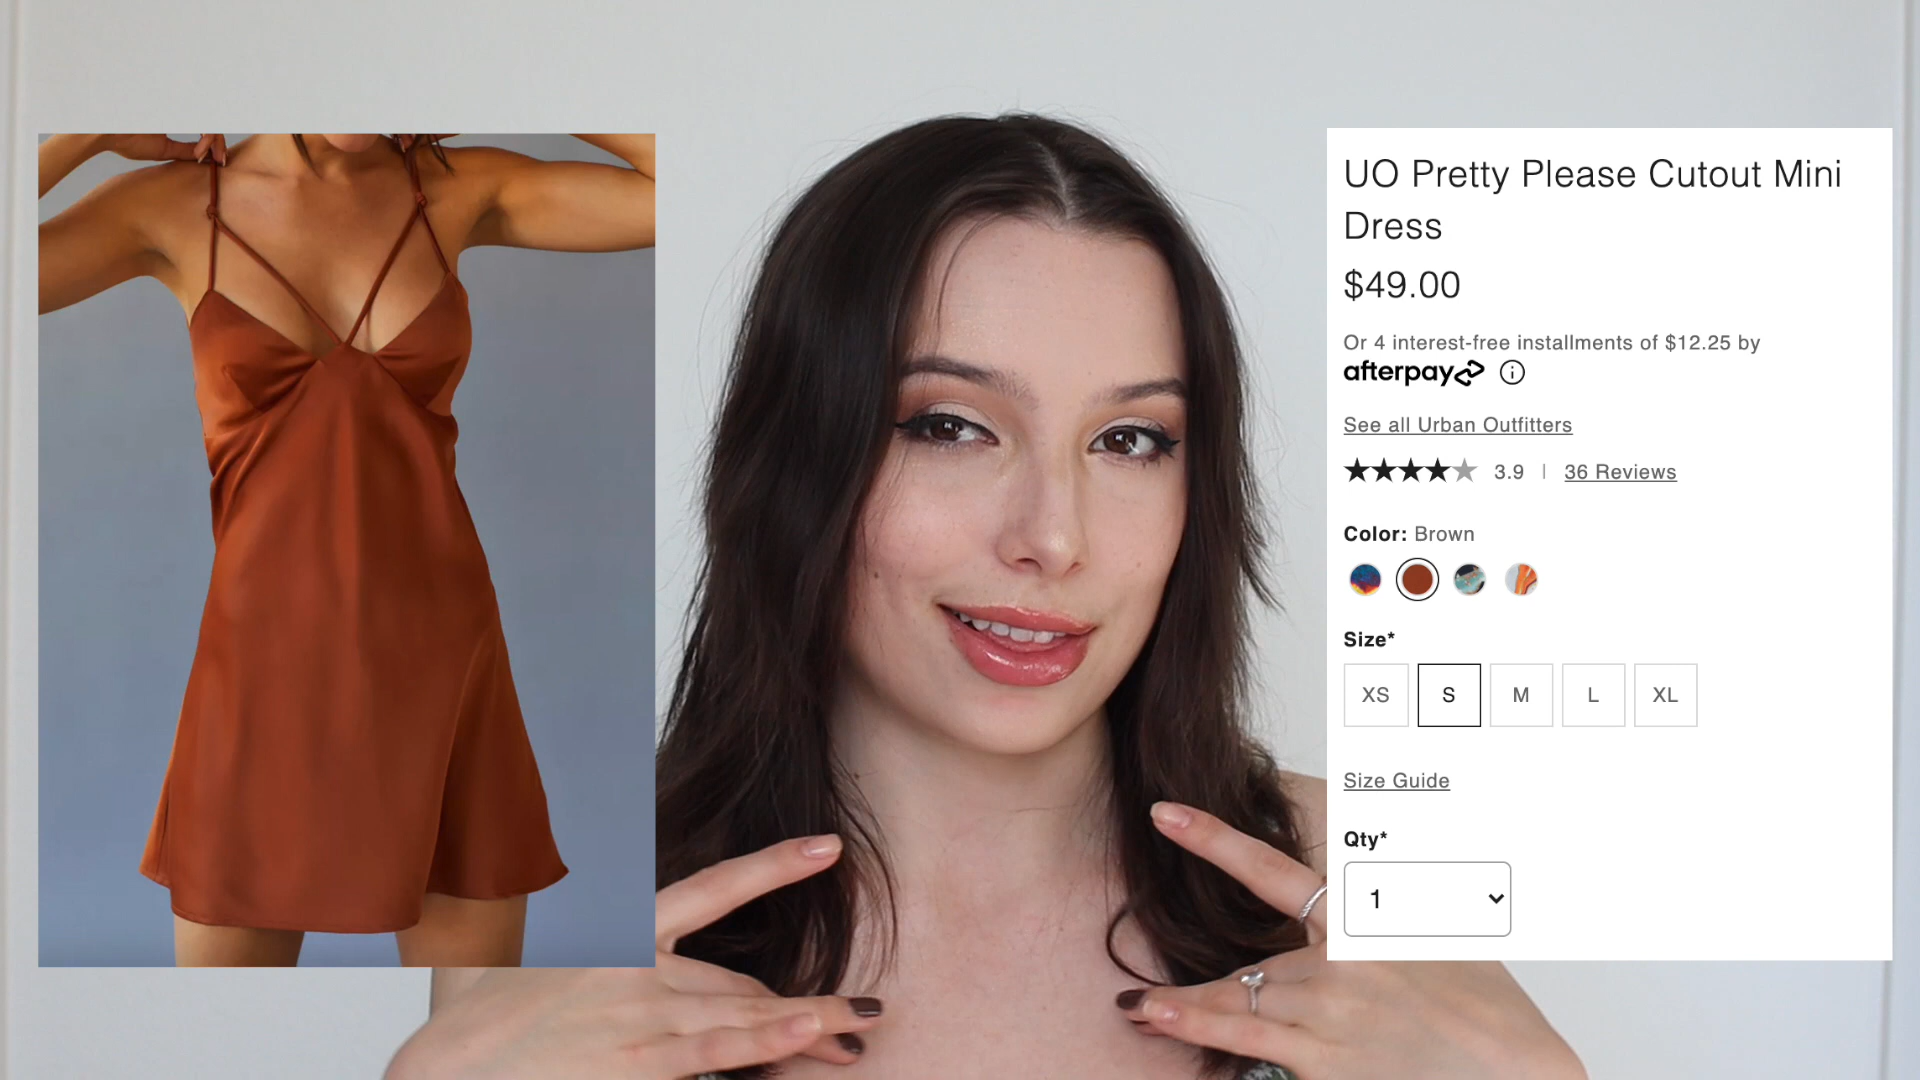 UO Pretty Please Cutout Mini
Dress
$49.00
Or 4 interest-free installments of $12.25 by
afterpay
See all Urban Outfitters
3.9 | 36 Reviews
Color: Brown
Size*
XS S M L XL
Size Guide
Qty*
1